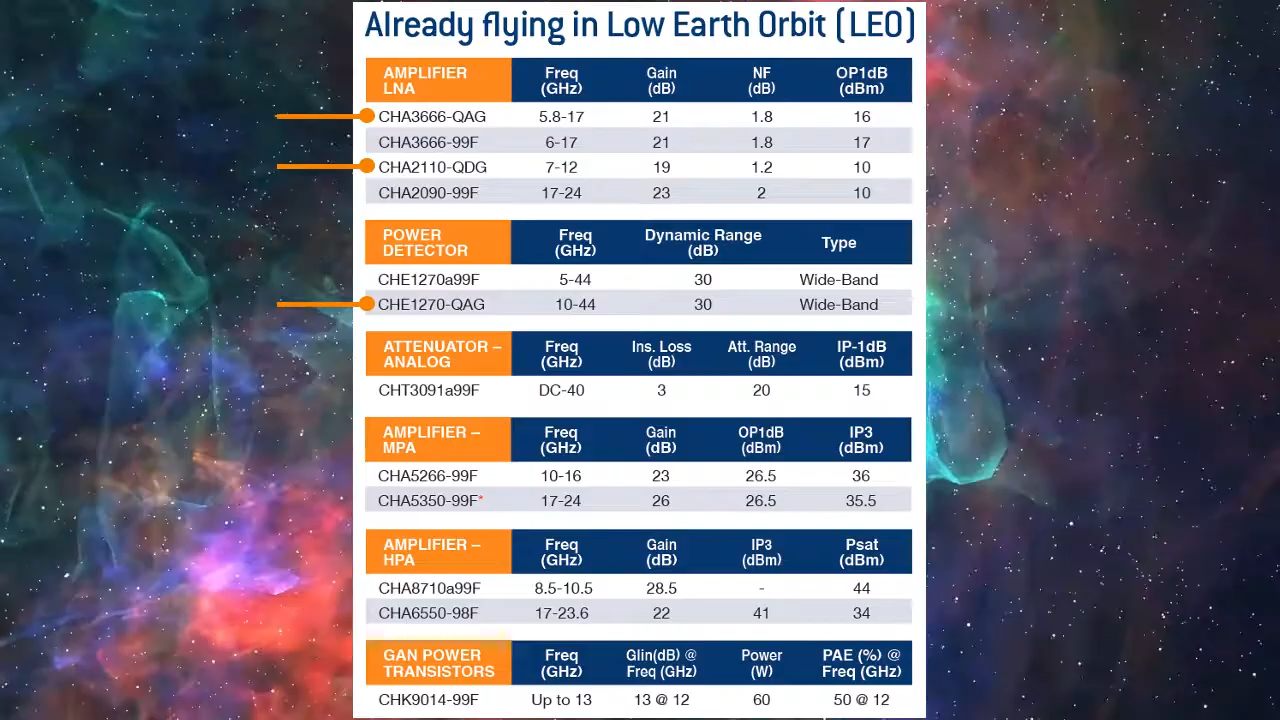 Already flying in Low Earth Orbit (LEO)
AMPLIFIER LNA Freq (GHz) Gain (dB) NF (dB) OP1dB (dBm)
CHA3666-QAG 5.8-17 21 1.8 16
CHA3666-99F 6-17 21 1.8 17
CHA2110-QDG 7-12 19 1.2 10
CHA2090-99F 17-24 23 2 10
POWER DETECTOR Freq (GHz) Dynamic Range (dB) Type
CHE1270a99F 5-44 30 Wide-Band
CHE1270-QAG 10-44 30 Wide-Band
ATTENUATOR – ANALOG Freq (GHz) Ins. Loss (dB) Att. Range (dB) IP-1dB (dBm)
CHT3091a99F DC-40 3 20 15
AMPLIFIER – MPA Freq (GHz) Gain (dB) OP1dB (dBm) IP3 (dBm)
CHA5266-99F 10-16 23 26.5 36
CHA5350-99F* 17-24 26 26.5 35.5
AMPLIFIER – HPA Freq (GHz) Gain (dB) IP3 (dBm) Psat (dBm)
CHA8710a99F 8.5-10.5 28.5 - 44
CHA6550-98F 17-23.6 22 41 34
GAN POWER TRANSISTORS Freq (GHz) Glin(dB) @ Freq (GHz) Power (W) PAE (%) @ Freq (GHz)
CHK9014-99F Up to 13 13 @ 12 60 50 @ 12